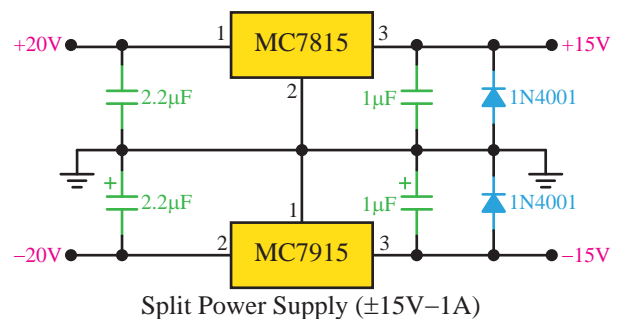 +20V 1 MC7815 3 +15V
2
2.2μF 1μF 1N4001
+ +
2.2μF 1μF 1N4001
1
−20V 2 MC7915 3 −15V
Split Power Supply (±15V−1A)